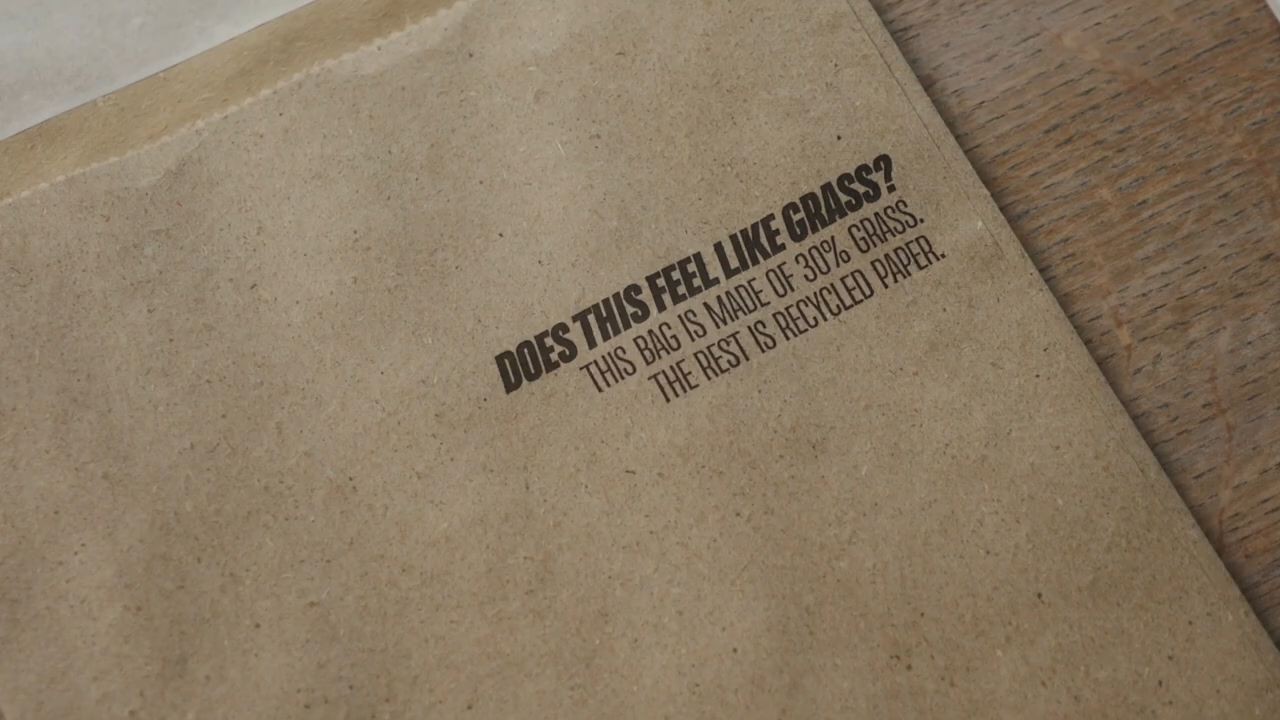 DOES THIS FEEL LIKE GRASS?
THIS BAG IS MADE OF 30% GRASS.
THE REST IS RECYCLED PAPER.